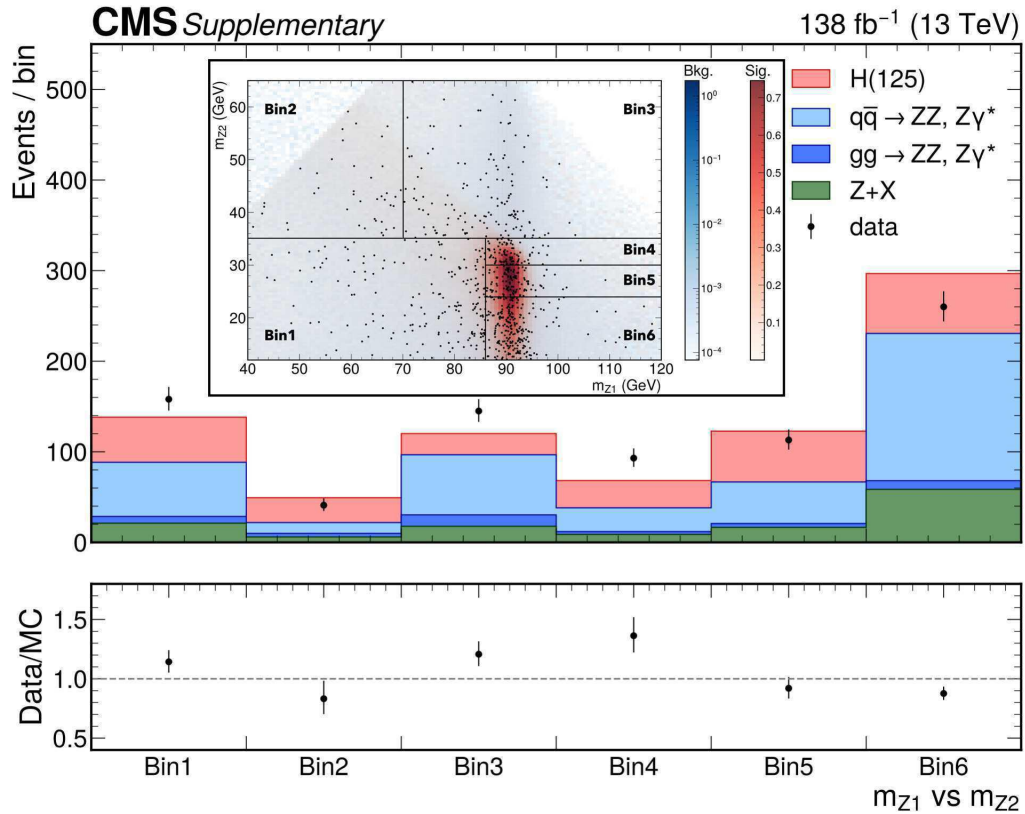 CMS Supplementary
138 fb⁻¹ (13 TeV)
Events / bin
500
400
300
200
100
0
H(125)
qq̅ → ZZ, Zγ*
gg → ZZ, Zγ*
Z+X
data
Bkg.
Sig.
m_Z2 (GeV)
60
50
40
30
20
Bin2
Bin3
Bin4
Bin5
Bin1
Bin6
40 50 60 70 80 90 100 110 120
m_Z1 (GeV)
10⁰
10⁻¹
10⁻²
10⁻³
10⁻⁴
0.7
0.6
0.5
0.4
0.3
0.2
0.1
Data/MC
1.5
1.0
0.5
Bin1 Bin2 Bin3 Bin4 Bin5 Bin6
m_Z1 vs m_Z2